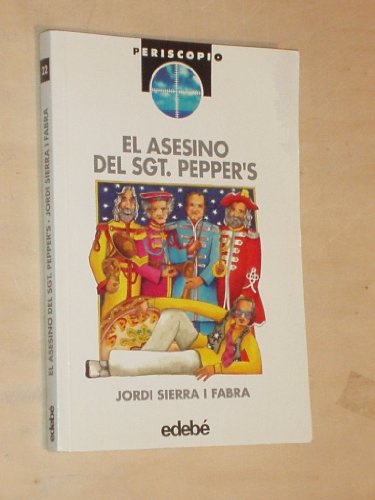 PERISCOPIO
EL ASESINO
DEL SGT. PEPPER'S
JORDI SIERRA I FABRA
edebé
22
EL ASESINO DEL SGT. PEPPER'S · JORDI SIERRA I FABRA
edebé